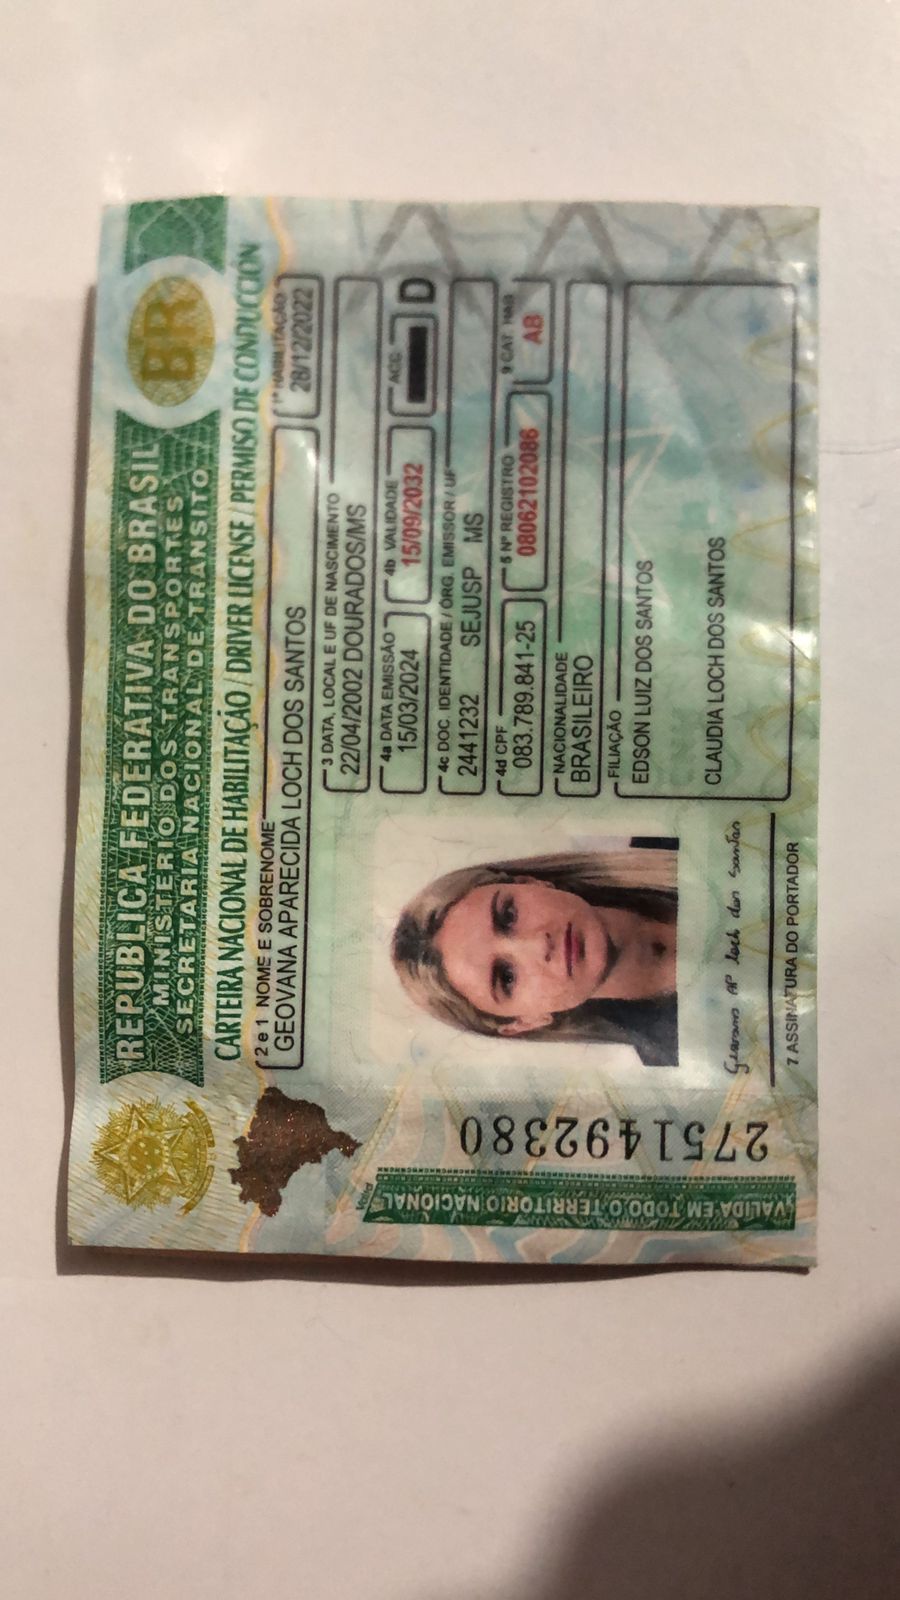 REPÚBLICA FEDERATIVA DO BRASIL
MINISTÉRIO DOS TRANSPORTES
SECRETARIA NACIONAL DE TRÂNSITO
BR
CARTEIRA NACIONAL DE HABILITAÇÃO / DRIVER LICENSE / PERMISO DE CONDUCCIÓN
2 e 1 NOME E SOBRENOME
GEOVANA APARECIDA LOCH DOS SANTOS
1ª HABILITAÇÃO
28/12/2022
3 DATA, LOCAL E UF DE NASCIMENTO
22/04/2002 DOURADOS/MS
4a DATA EMISSÃO
15/03/2024
4b VALIDADE
15/09/2032
ACC
D
4c DOC. IDENTIDADE / ÓRG. EMISSOR / UF
2441232 SEJUSP MS
4d CPF
083.789.841-25
5 Nº REGISTRO
08062102086
9 CAT HAB
AB
NACIONALIDADE
BRASILEIRO
FILIAÇÃO
EDSON LUIZ DOS SANTOS
CLAUDIA LOCH DOS SANTOS
Geovana AP loch dos Santos
7 ASSINATURA DO PORTADOR
VÁLIDA EM TODO O TERRITÓRIO NACIONAL
2751492380